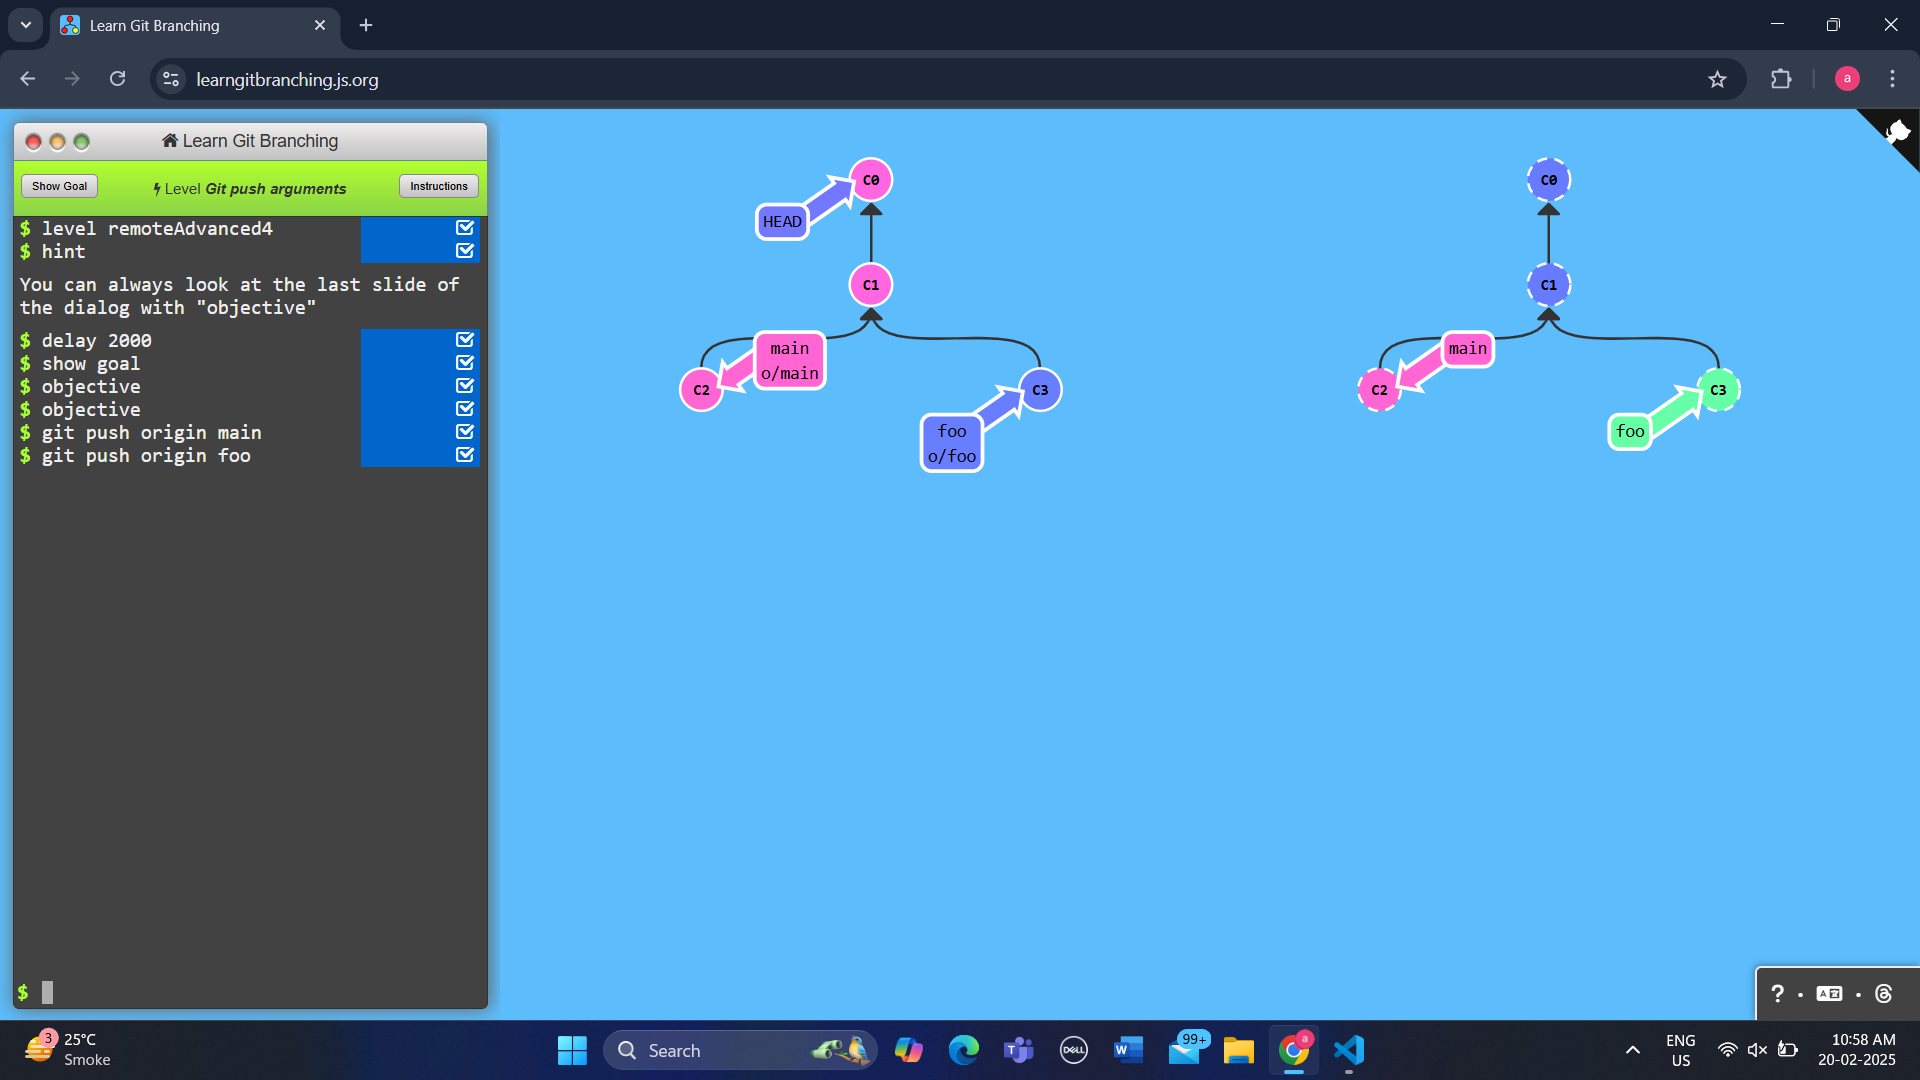 Learn Git Branching
a
learngitbranching.js.org
Learn Git Branching
Show Goal
Level Git push arguments
Instructions
$ level remoteAdvanced4
$ hint
You can always look at the last slide of
the dialog with "objective"
$ delay 2000
$ show goal
$ objective
$ objective
$ git push origin main
$ git push origin foo
$
C0
HEAD
C1
main
o/main
C2
C3
foo
o/foo
C0
C1
main
C2
C3
foo
?
3
25°C
Smoke
Search
T
DELL
W
99+
a
ENG
US
10:58 AM
20-02-2025